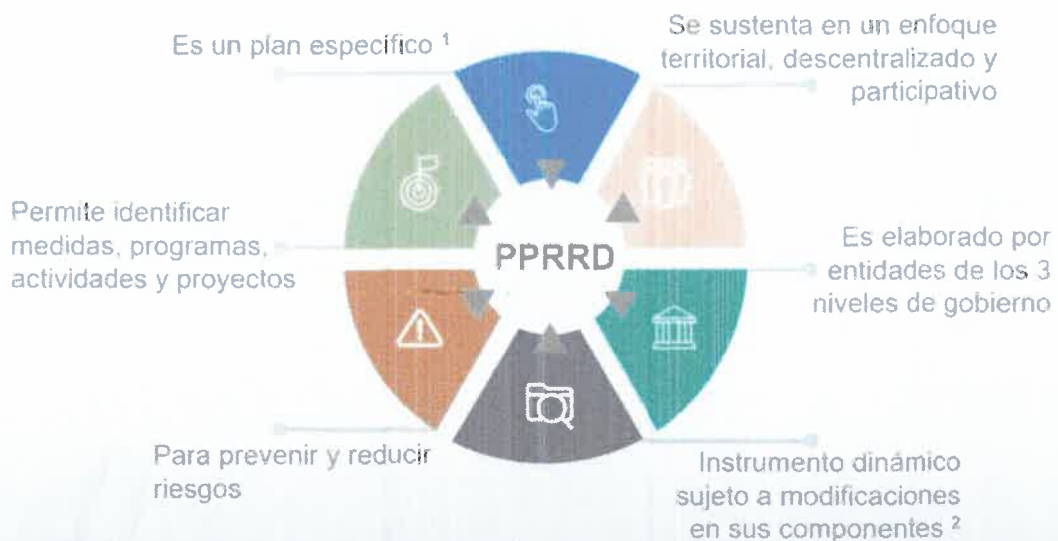 Es un plan específico ¹
Se sustenta en un enfoque
territorial, descentralizado y
participativo
Permite identificar
medidas, programas,
actividades y proyectos
PPRRD
Es elaborado por
entidades de los 3
niveles de gobierno
Para prevenir y reducir
riesgos
Instrumento dinámico
sujeto a modificaciones
en sus componentes ²